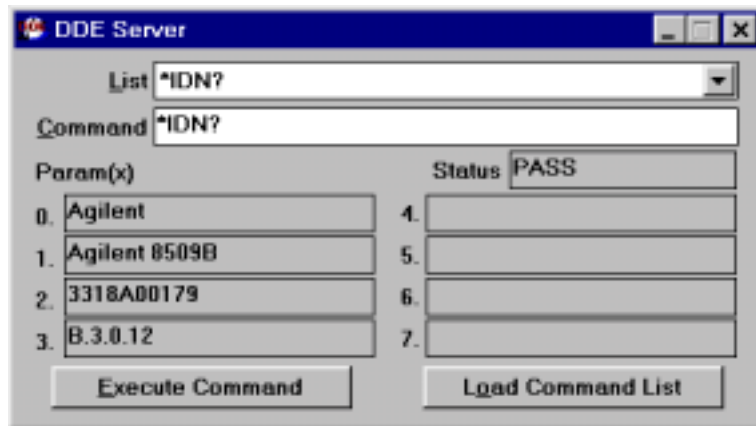 DDE Server
List *IDN?
Command *IDN?
Param(x) Status PASS
0. Agilent 4.
1. Agilent 8509B 5.
2. 3318A00179 6.
3. B.3.0.12 7.
Execute Command Load Command List